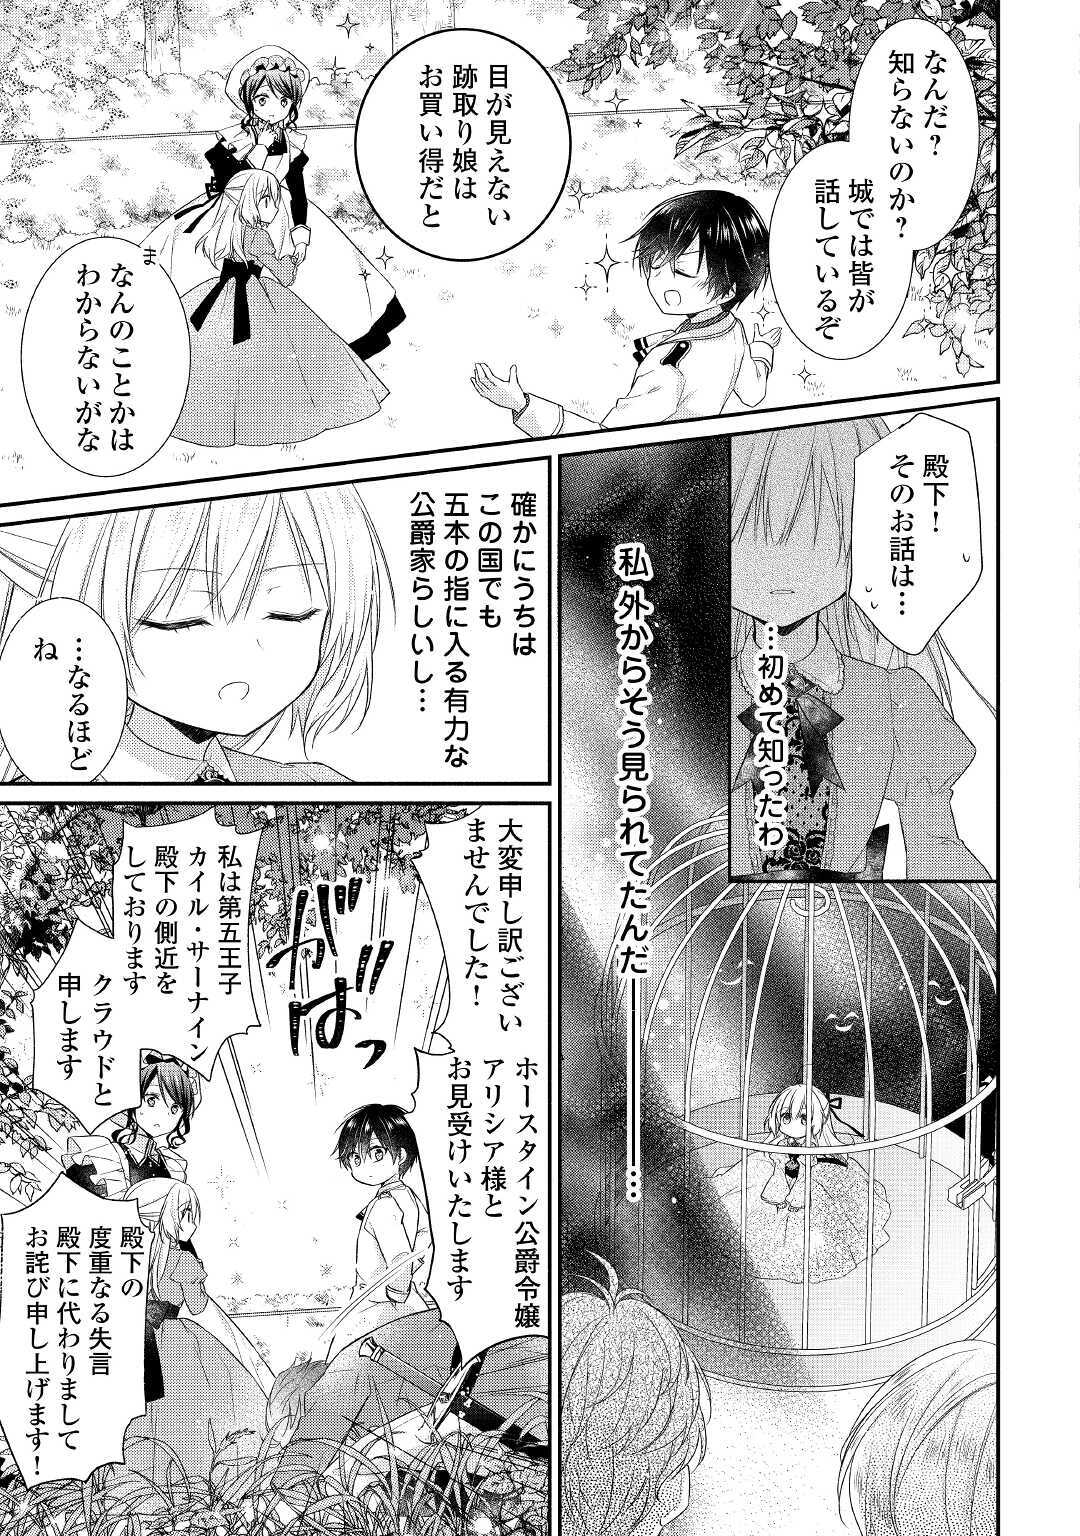 なんだ？
知らないのか？
城では皆が
話しているぞ
目が見えない
跡取り娘は
お買い得だと
ま
なんのことかは
わからないがな
殿下！
そのお話は…
…初めて知ったわ
私 外からそう見られてたんだ――――…
確かにうちは
この国でも
五本の指に入る有力な
公爵家らしいし…
…なるほど
ね
大変申し訳ござい
ませんでした！
ホースタイン公爵令嬢
アリシア様と
お見受けいたします
がばっ
私は第五王子
カイル・サーナイン
殿下の側近を
しております
クラウドと
申します
殿下の
度重なる失言
殿下に代わりまして
お詫び申し上げます！